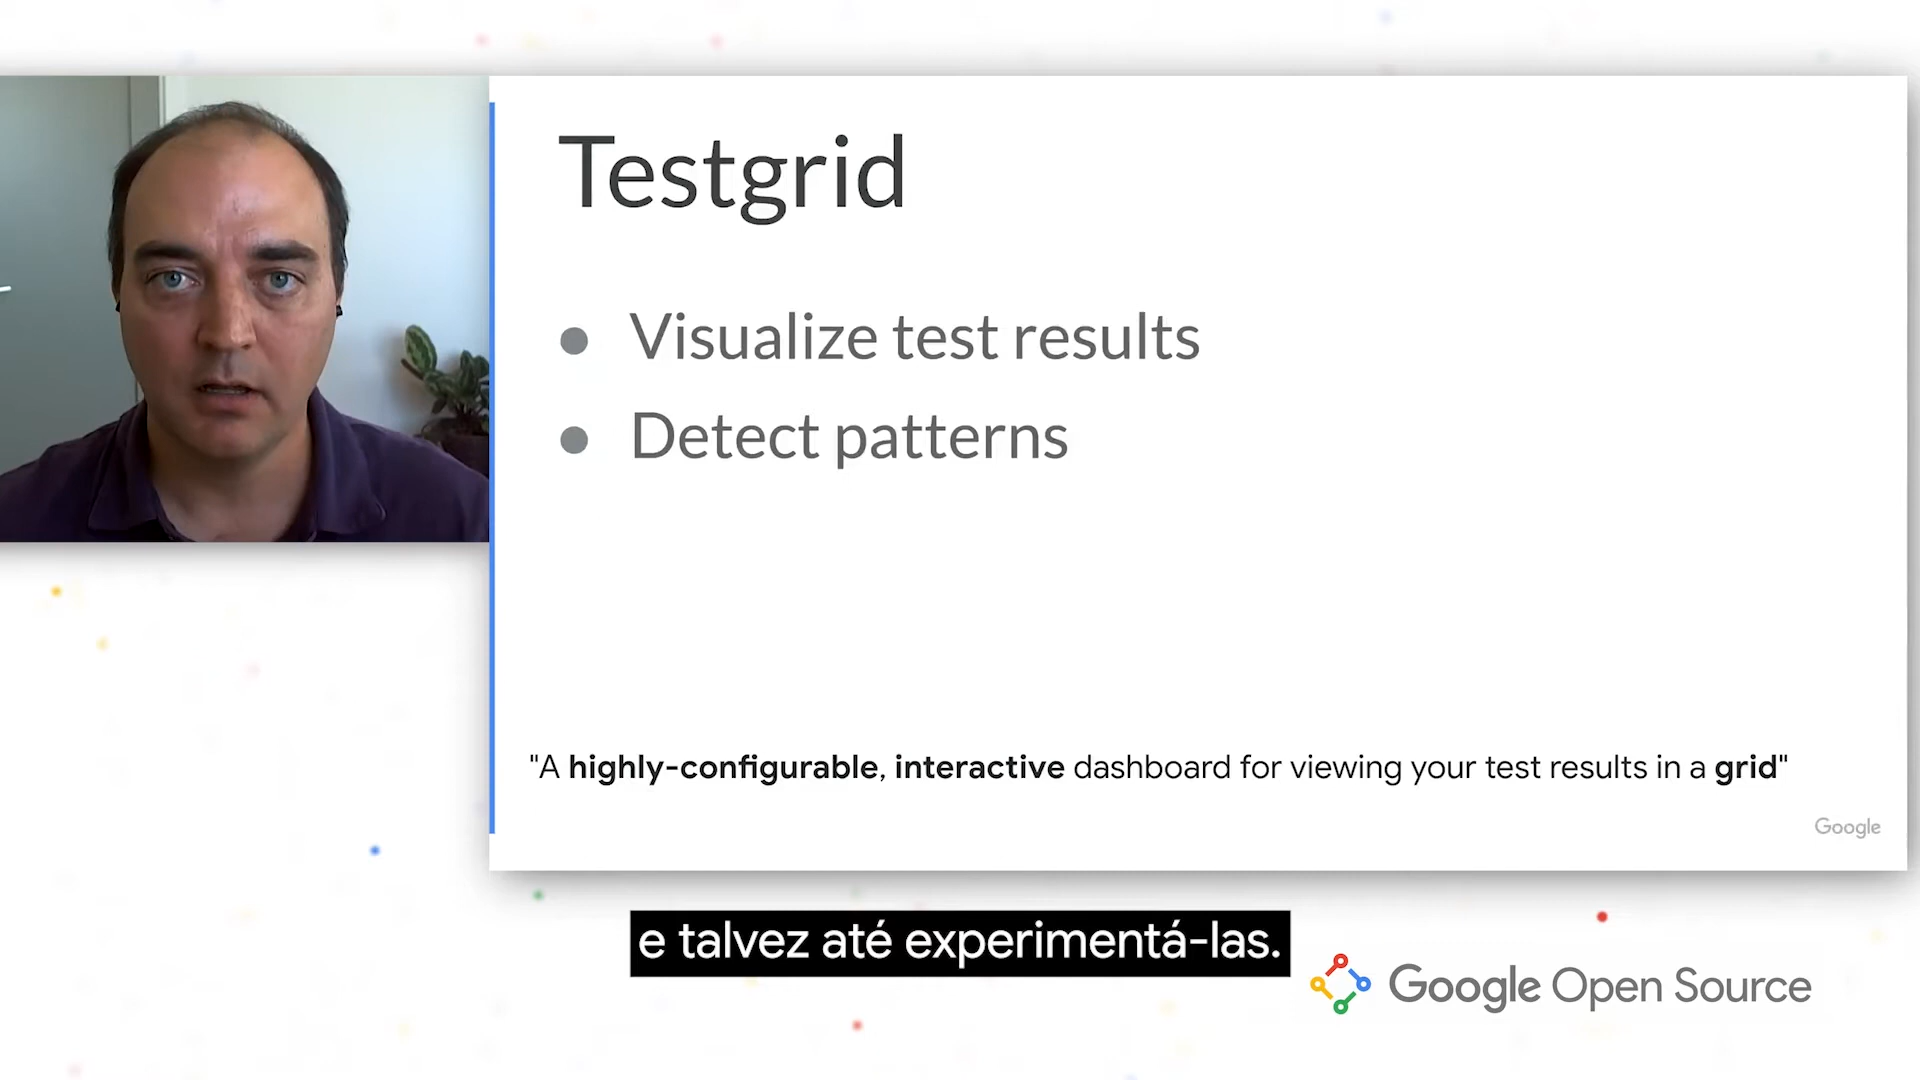 Testgrid
● Visualize test results
● Detect patterns
"A highly-configurable, interactive dashboard for viewing your test results in a grid"
Google
e talvez até experimentá-las.
Google Open Source